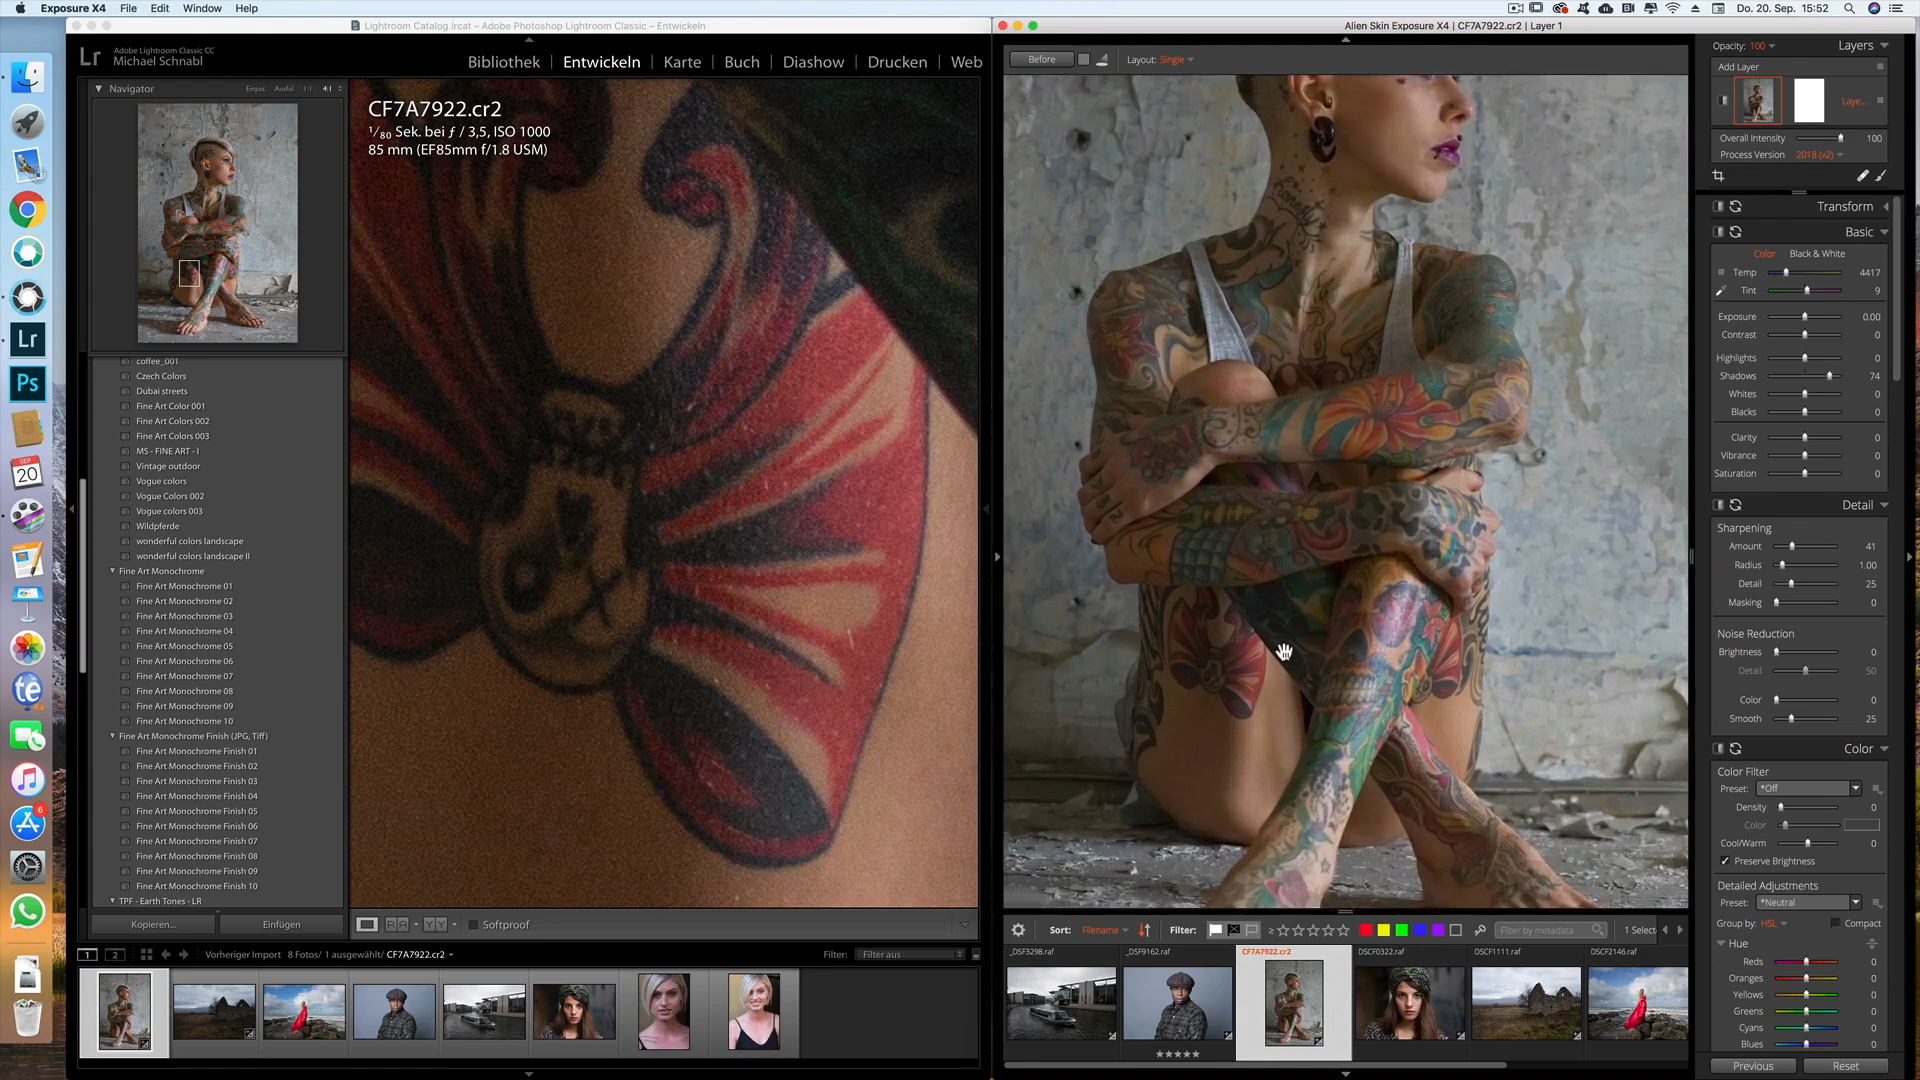 Exposure X4 File Edit Window Help
Do. 20. Sep. 15:52
Lightroom Catalog.lrcat – Adobe Photoshop Lightroom Classic – Entwickeln
Alien Skin Exposure X4 | CF7A7922.cr2 | Layer 1
Lr
Adobe Lightroom Classic CC
Michael Schnabl
Bibliothek | Entwickeln | Karte | Buch | Diashow | Drucken | Web
Navigator Einpas. Ausfül. 1:1 4:1
CF7A7922.cr2
1/80 Sek. bei ƒ / 3,5, ISO 1000
85 mm (EF85mm f/1.8 USM)
coffee_001
Czech Colors
Dubai streets
Fine Art Color 001
Fine Art Colors 002
Fine Art Colors 003
MS - FINE ART - I
Vintage outdoor
Vogue colors
Vogue Colors 002
Vogue colors 003
Wildpferde
wonderful colors landscape
wonderful colors landscape II
Fine Art Monochrome
Fine Art Monochrome 01
Fine Art Monochrome 02
Fine Art Monochrome 03
Fine Art Monochrome 04
Fine Art Monochrome 05
Fine Art Monochrome 06
Fine Art Monochrome 07
Fine Art Monochrome 08
Fine Art Monochrome 09
Fine Art Monochrome 10
Fine Art Monochrome Finish (JPG, Tiff)
Fine Art Monochrome Finish 01
Fine Art Monochrome Finish 02
Fine Art Monochrome Finish 03
Fine Art Monochrome Finish 04
Fine Art Monochrome Finish 05
Fine Art Monochrome Finish 06
Fine Art Monochrome Finish 07
Fine Art Monochrome Finish 08
Fine Art Monochrome Finish 09
Fine Art Monochrome Finish 10
TPF - Earth Tones - LR
Kopieren... Einfügen
Softproof
1 2 Vorheriger Import 8 Fotos/ 1 ausgewählt/ CF7A7922.cr2
Filter: Filter aus
Lr
Ps
SEP
20
té
6
Before Layout: Single
Opacity: 100 Layers
Add Layer
Laye...
Overall Intensity 100
Process Version 2018 (v2)
Transform
Basic
Color Black & White
Temp 4417
Tint 9
Exposure 0.00
Contrast 0
Highlights 0
Shadows 74
Whites 0
Blacks 0
Clarity 0
Vibrance 0
Saturation 0
Detail
Sharpening
Amount 41
Radius 1.00
Detail 25
Masking 0
Noise Reduction
Brightness 0
Detail 50
Color 0
Smooth 25
Color
Color Filter
Preset: *Off
Density 0
Color
Cool/Warm 0
Preserve Brightness
Detailed Adjustments
Preset: *Neutral
Group by: HSL Compact
Hue
Reds 0
Oranges 0
Yellows 0
Greens 0
Cyans 0
Blues 0
Previous Reset
Sort: Filename Filter: Filter by metadata 1 Select
_DSF3298.raf _DSF9162.raf CF7A7922.cr2 DSCF0322.raf DSCF1111.raf DSCF2146.raf